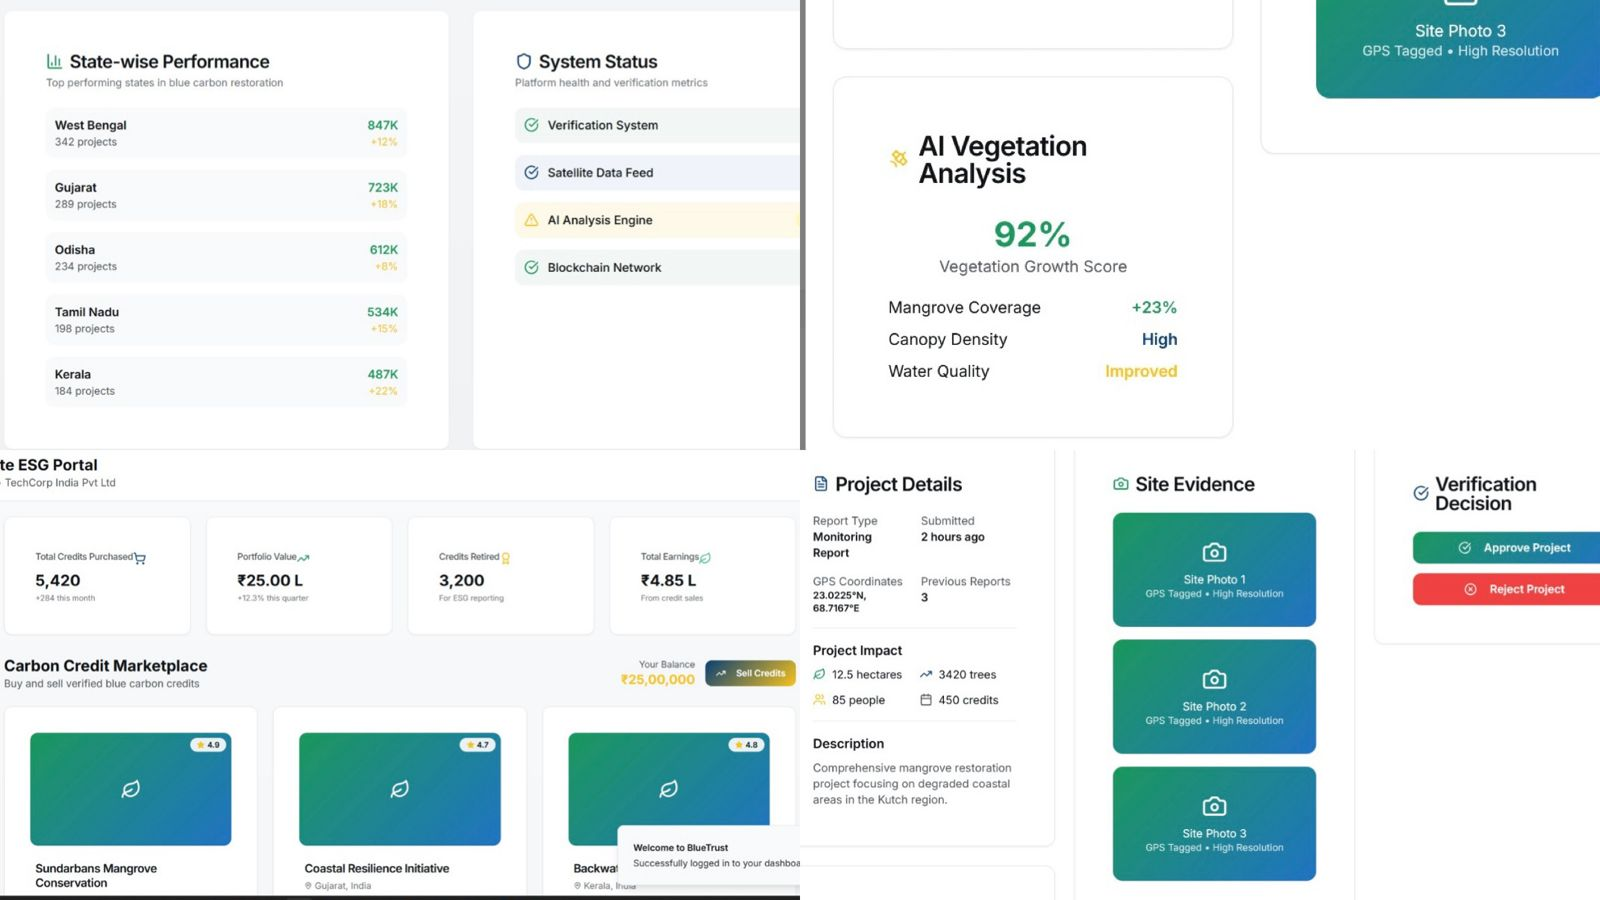 State-wise Performance
Top performing states in blue carbon restoration
West Bengal
847K
342 projects
+12%
Gujarat
723K
289 projects
+18%
Odisha
612K
234 projects
+8%
Tamil Nadu
534K
198 projects
+15%
Kerala
487K
184 projects
+22%
System Status
Platform health and verification metrics
Verification System
Satellite Data Feed
AI Analysis Engine
Blockchain Network
AI Vegetation
Analysis
92%
Vegetation Growth Score
Mangrove Coverage
+23%
Canopy Density
High
Water Quality
Improved
Site Photo 3
GPS Tagged • High Resolution
te ESG Portal
• TechCorp India Pvt Ltd
Total Credits Purchased
5,420
+284 this month
Portfolio Value
₹25.00 L
+12.3% this quarter
Credits Retired
3,200
For ESG reporting
Total Earnings
₹4.85 L
From credit sales
Carbon Credit Marketplace
Buy and sell verified blue carbon credits
Your Balance
₹25,00,000
Sell Credits
4.9
Sundarbans Mangrove
Conservation
4.7
Coastal Resilience Initiative
Gujarat, India
4.8
Backwat
Kerala, India
Welcome to BlueTrust
Successfully logged in to your dashboa
Project Details
Report Type
Monitoring
Report
Submitted
2 hours ago
GPS Coordinates
23.0225°N,
68.7167°E
Previous Reports
3
Project Impact
12.5 hectares
3420 trees
85 people
450 credits
Description
Comprehensive mangrove restoration
project focusing on degraded coastal
areas in the Kutch region.
Site Evidence
Site Photo 1
GPS Tagged • High Resolution
Site Photo 2
GPS Tagged • High Resolution
Site Photo 3
GPS Tagged • High Resolution
Verification
Decision
Approve Project
Reject Project